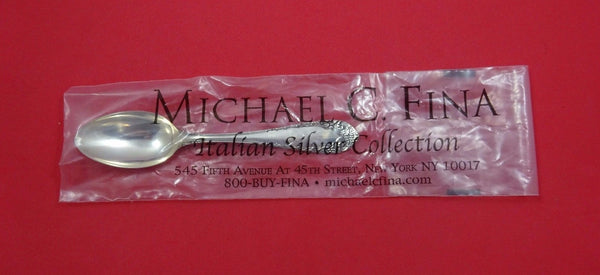 MICHAEL C. FINA
Italian Silver Collection
545 FIFTH AVENUE AT 45TH STREET, NEW YORK NY 10017
800-BUY-FINA • michaelcfina.com